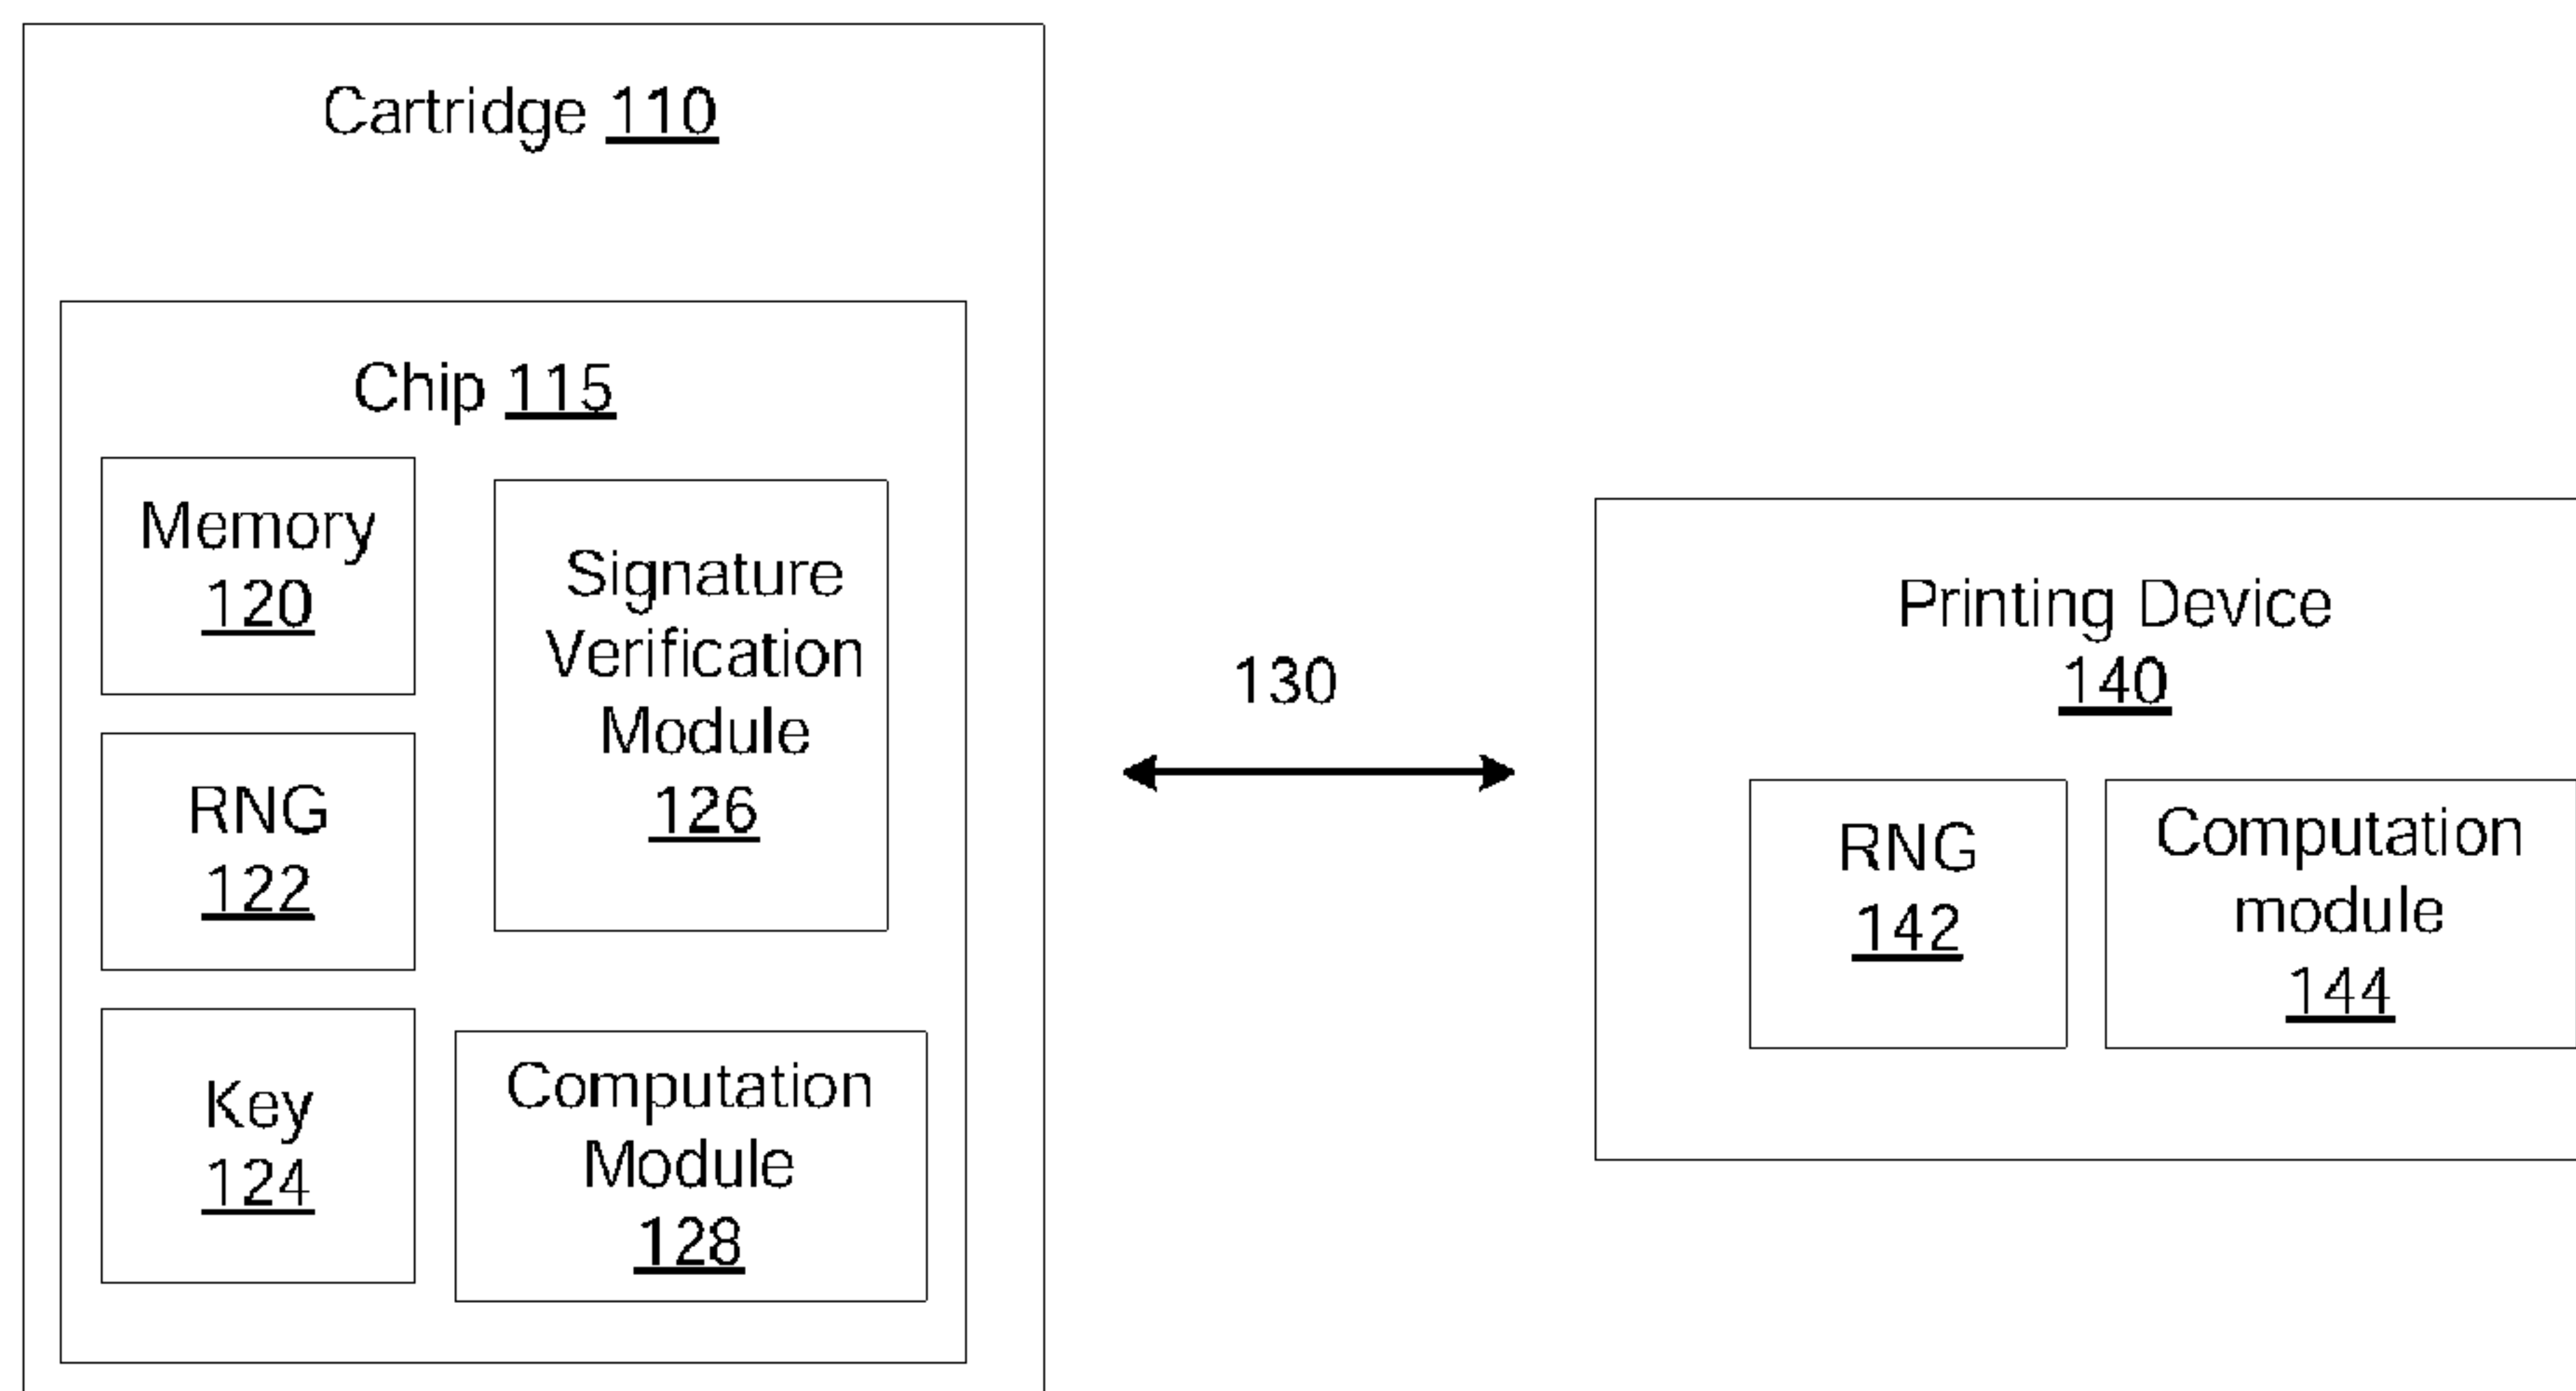 Cartridge 110
Chip 115
Memory
120
RNG
122
Key
124
Signature
Verification
Module
126
Computation
Module
128
130
Printing Device
140
RNG
142
Computation
module
144